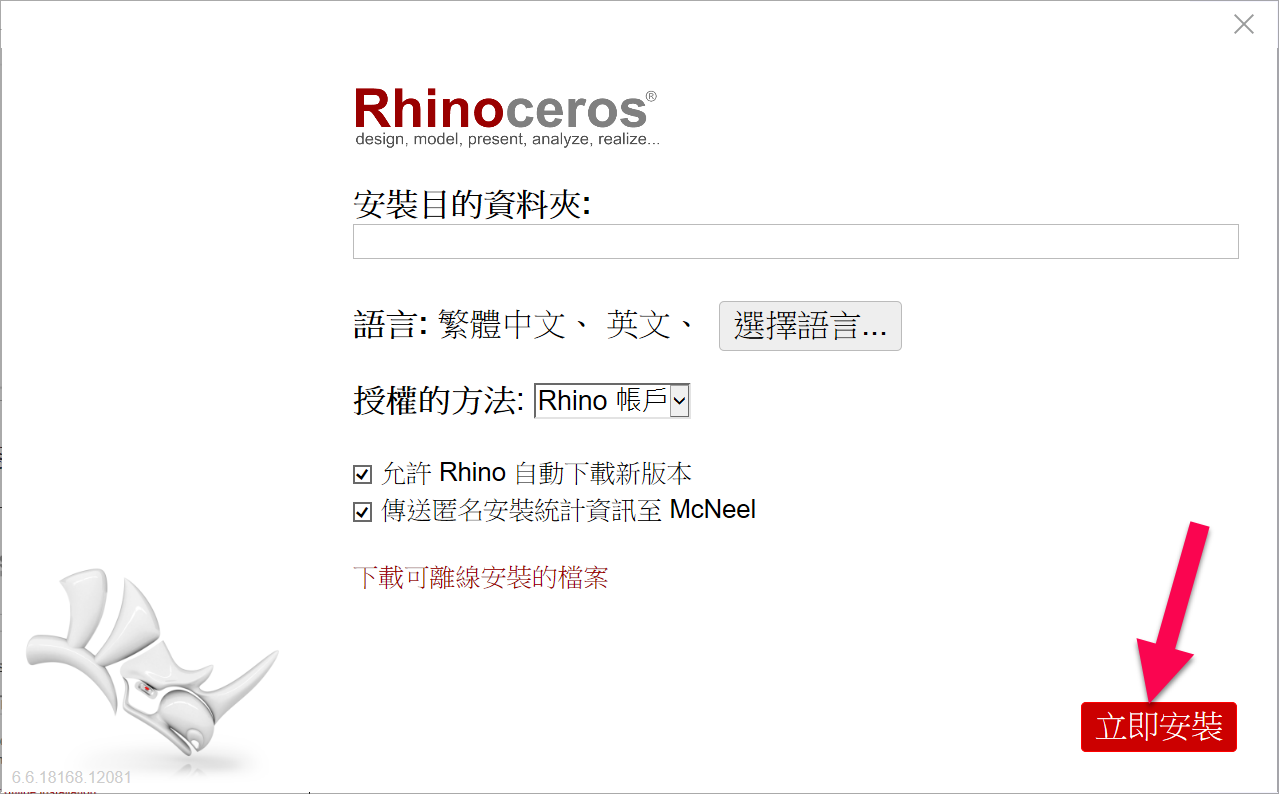 Rhinoceros®
design, model, present, analyze, realize...
安裝目的資料夾:
語言: 繁體中文、 英文、 選擇語言...
授權的方法: Rhino 帳戶
允許 Rhino 自動下載新版本
傳送匿名安裝統計資訊至 McNeel
下載可離線安裝的檔案
立即安裝
6.6.18168.12081